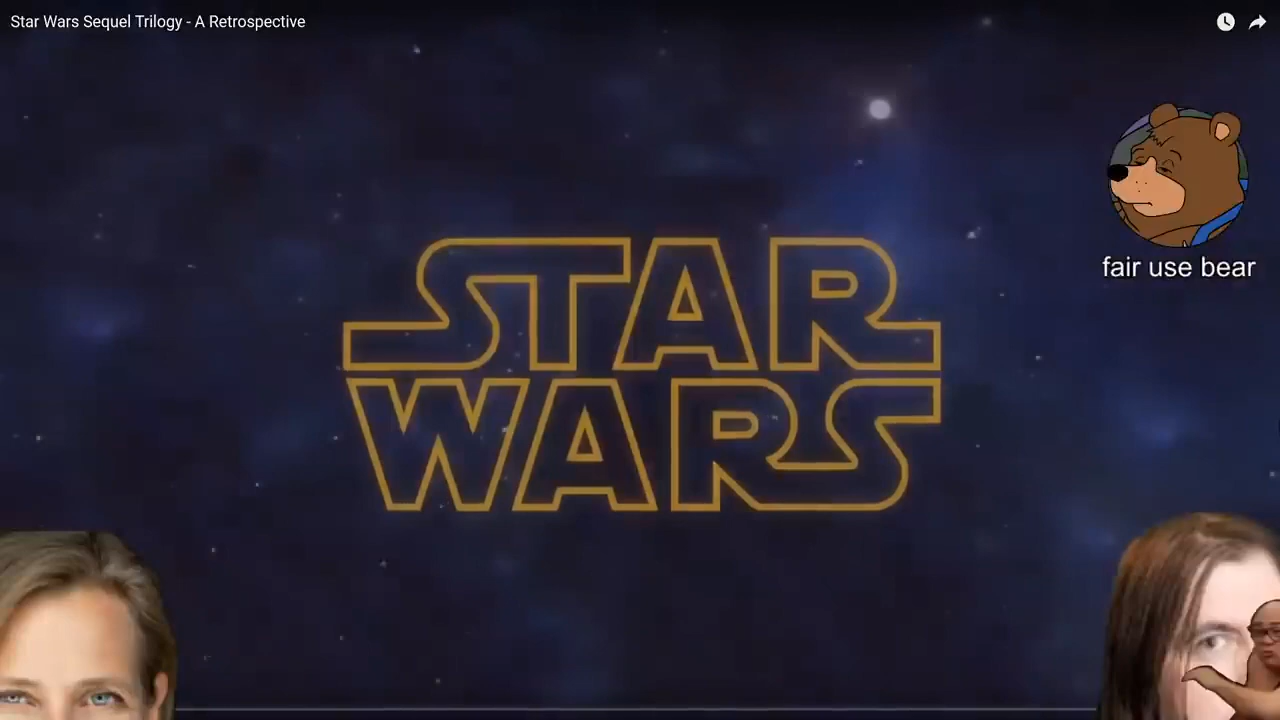 Star Wars Sequel Trilogy - A Retrospective
STAR
WARS
fair use bear